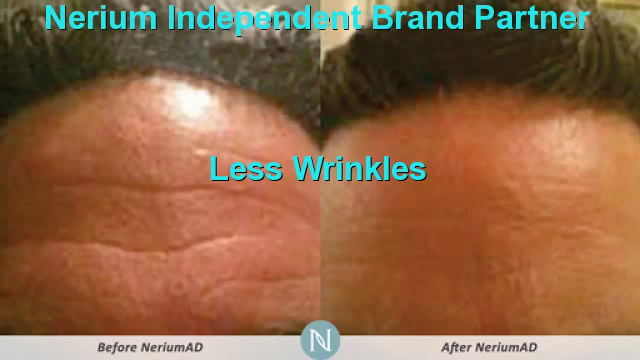 Nerium Independent Brand Partner
Less Wrinkles
Before NeriumAD
N
After NeriumAD